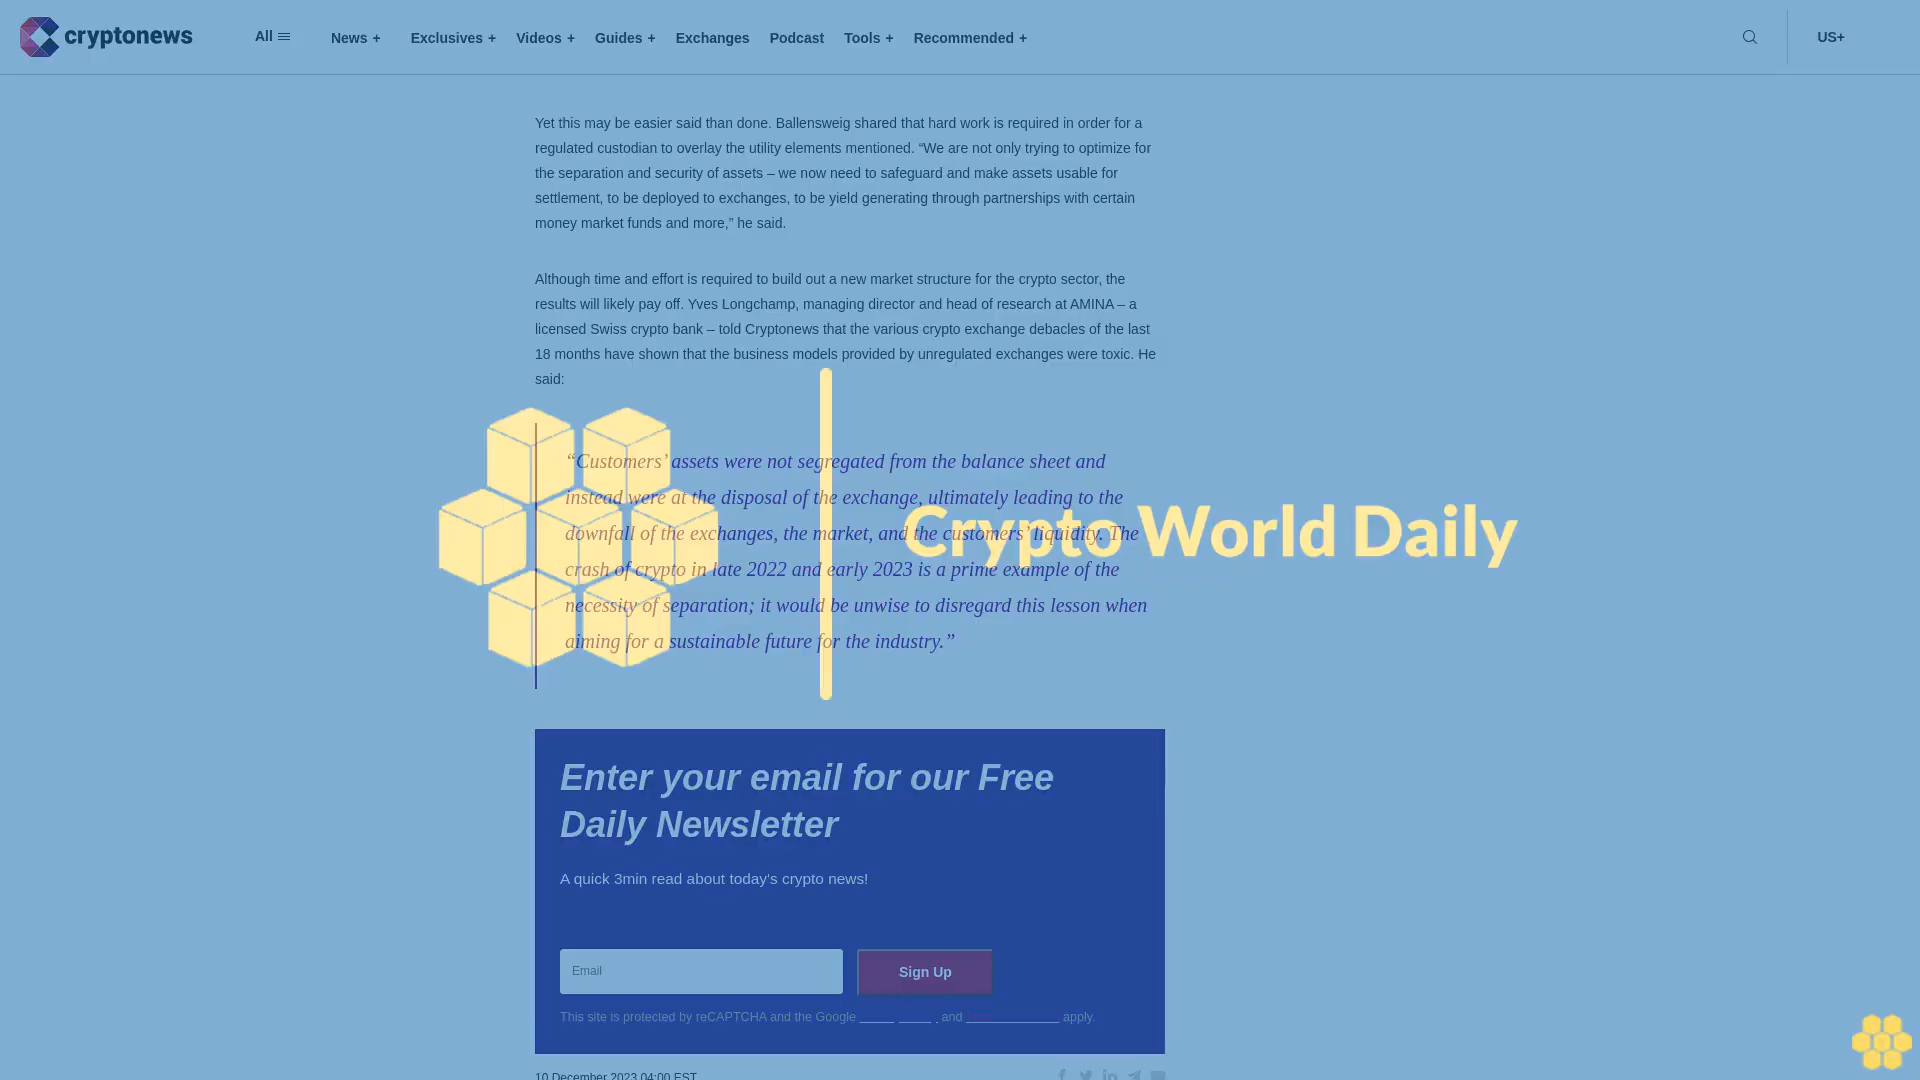 cryptonews
All
News +
Exclusives +
Videos +
Guides +
Exchanges
Podcast
Tools +
Recommended +
US+
Yet this may be easier said than done. Ballensweig shared that hard work is required in order for a
regulated custodian to overlay the utility elements mentioned. “We are not only trying to optimize for
the separation and security of assets – we now need to safeguard and make assets usable for
settlement, to be deployed to exchanges, to be yield generating through partnerships with certain
money market funds and more,” he said.
Although time and effort is required to build out a new market structure for the crypto sector, the
results will likely pay off. Yves Longchamp, managing director and head of research at AMINA – a
licensed Swiss crypto bank – told Cryptonews that the various crypto exchange debacles of the last
18 months have shown that the business models provided by unregulated exchanges were toxic. He
said:
“Customers’ assets were not segregated from the balance sheet and
instead were at the disposal of the exchange, ultimately leading to the
downfall of the exchanges, the market, and the customers’ liquidity. The
crash of crypto in late 2022 and early 2023 is a prime example of the
necessity of separation; it would be unwise to disregard this lesson when
aiming for a sustainable future for the industry.”
Crypto World Daily
Enter your email for our Free
Daily Newsletter
A quick 3min read about today's crypto news!
Email
Sign Up
This site is protected by reCAPTCHA and the Google and apply.
10 December 2023 04:00 EST